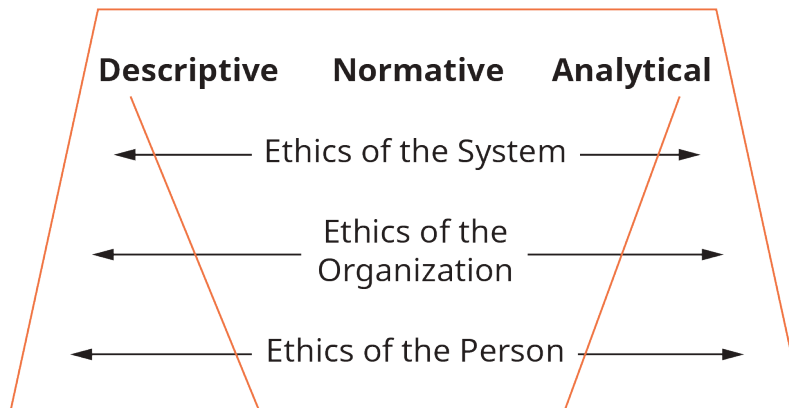 Descriptive Normative Analytical
Ethics of the System
Ethics of the
Organization
Ethics of the Person